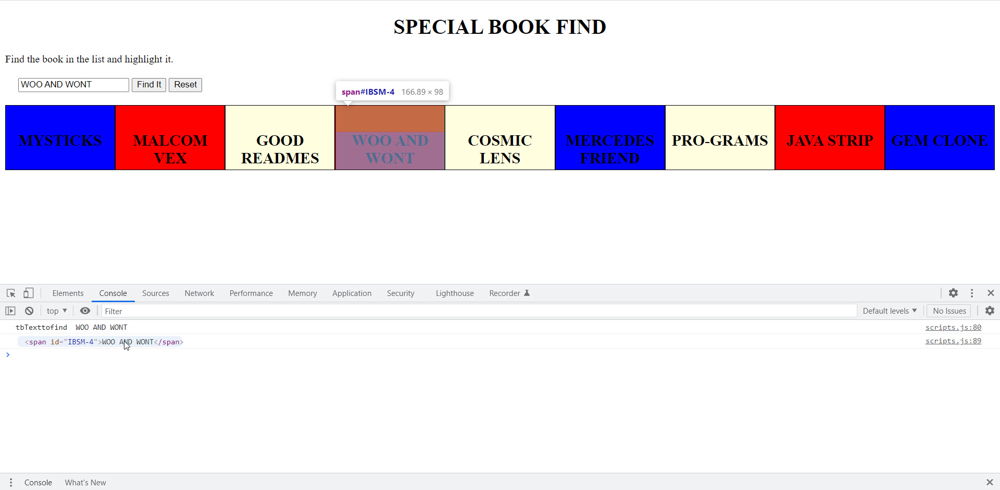 SPECIAL BOOK FIND
Find the book in the list and highlight it.
WOO AND WONT Find It Reset
span#IBSM-4 166.89 × 98
MYSTICKS
MALCOM
VEX
GOOD
READMES
WOO AND
WONT
COSMIC
LENS
MERCEDES
FRIEND
PRO-GRAMS
JAVA STRIP
GEM CLONE
Elements Console Sources Network Performance Memory Application Security Lighthouse Recorder
top Filter Default levels No Issues
tbTexttofind WOO AND WONT scripts.js:80
<span id="IBSM-4">WOO AND WONT</span> scripts.js:89
Console What's New